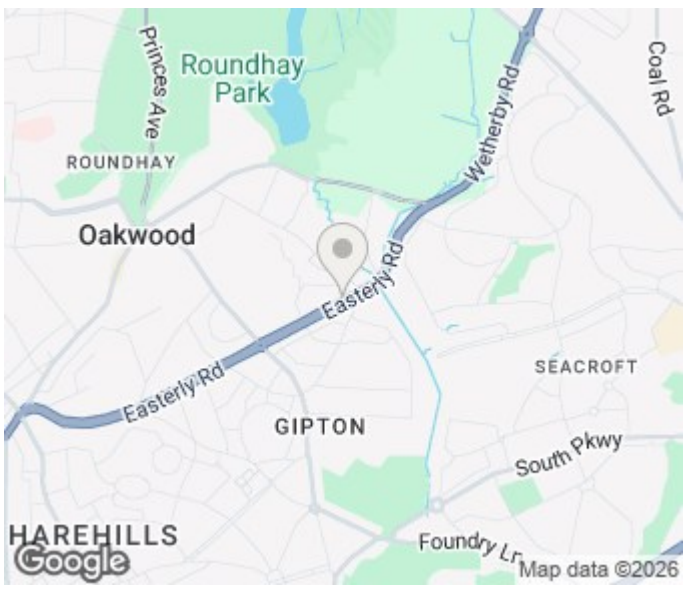 Princes Ave
Roundhay
Park
Coal Rd
Wetherby Rd
ROUNDHAY
Oakwood
Easterly Rd
SEACROFT
Easterly Rd
GIPTON
South Pkwy
HAREHILLS
Foundry Ln
Google
Map data ©2026